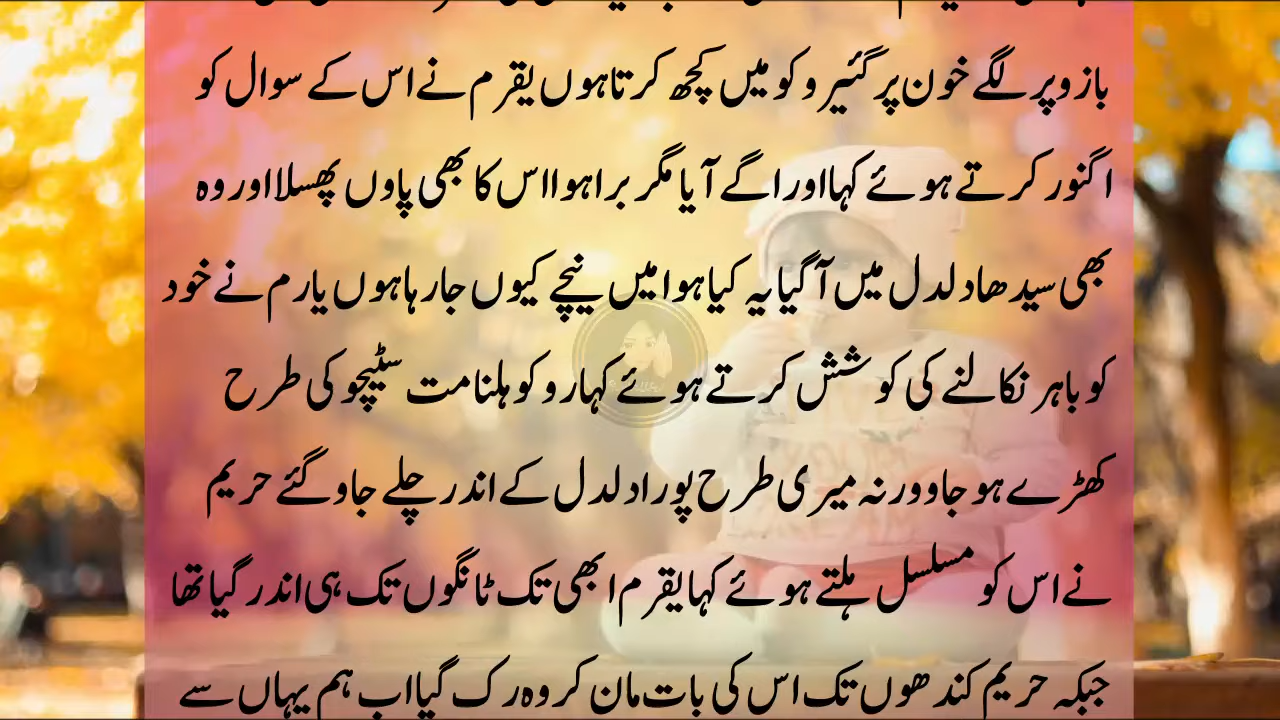 بازو پر لگے خون پر گئیر و کو میں کچھ کرتا ہوں یقرم نے اس کے سوال کو
اگنور کرتے ہوئے کہا اور اگے آیا مگر برا ہوا اس کا بھی پاوں پھسلا اور وہ
بھی سیدھا دلدل میں آ گیا یہ کیا ہوا میں نیچے کیوں جا رہا ہوں یارم نے خود
کو باہر نکالنے کی کوشش کرتے ہوئے کہا رو کو ہلنا مت سٹیچو کی طرح
کھڑے ہو جاو ورنہ میری طرح پورا دلدل کے اندر چلے جاو گئے حریم
نے اس کو مسلسل ہلتے ہوئے کہا یقرم ابھی تک ٹانگوں تک ہی اندر گیا تھا
جبکہ حریم کندھوں تک اس کی بات مان کر وہ رک گیا اب ہم یہاں سے